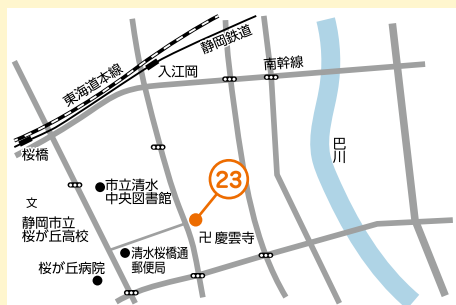 静岡鉄道
東海道本線
入江岡
南幹線
桜橋
巴川
市立清水
中央図書館
23
文
静岡市立
桜が丘高校
卍慶雲寺
清水桜橋通
郵便局
桜が丘病院